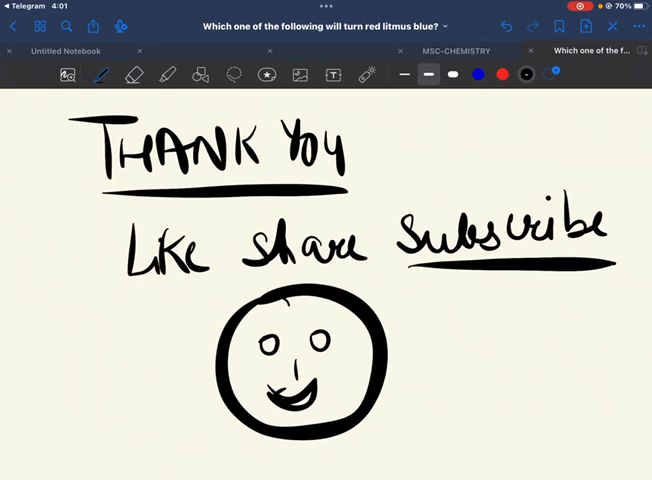 Telegram 4:01 70%
Which one of the following will turn red litmus blue?
Untitled Notebook MSC-CHEMISTRY Which one of the f...
THANK YOU
Like share subscribe